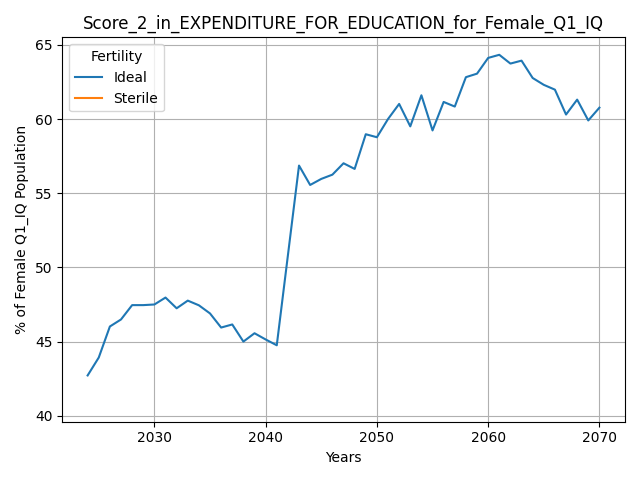 Score_2_in_EXPENDITURE_FOR_EDUCATION_for_Female_Q1_IQ
Fertility
Ideal
Sterile
65
60
55
50
45
40
% of Female Q1_IQ Population
2030 2040 2050 2060 2070
Years